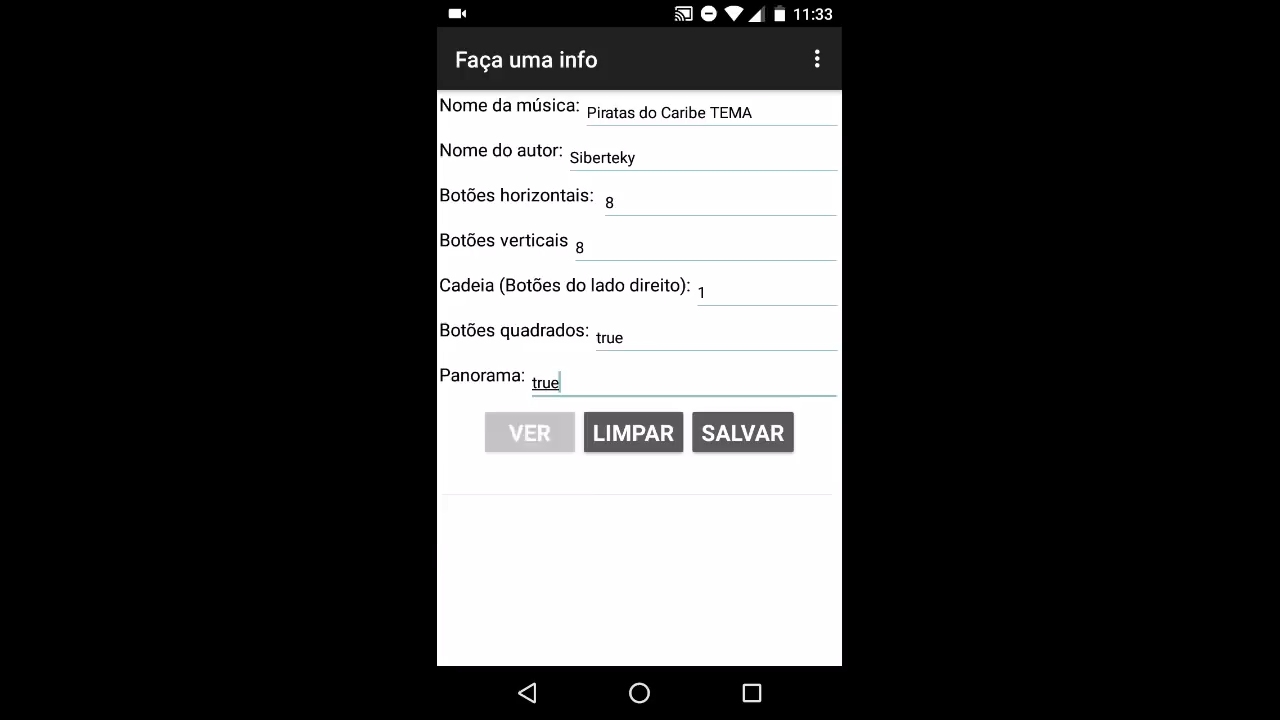 11:33
Faça uma info
Nome da música: Piratas do Caribe TEMA
Nome do autor: Siberteky
Botões horizontais: 8
Botões verticais 8
Cadeia (Botões do lado direito): 1
Botões quadrados: true
Panorama: true
VER LIMPAR SALVAR